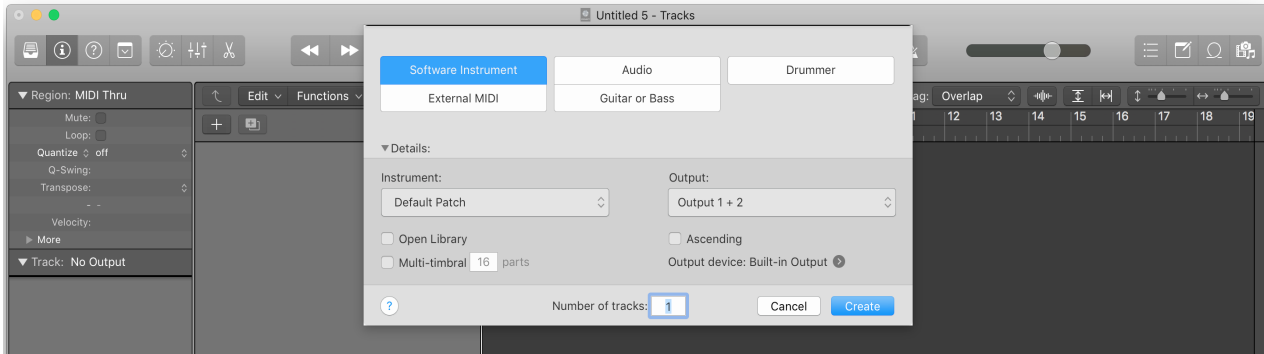 Untitled 5 - Tracks
Region: MIDI Thru
Mute:
Loop:
Quantize off
Q-Swing:
Transpose:
- -
Velocity:
More
Track: No Output
Edit Functions
Software Instrument Audio Drummer
External MIDI Guitar or Bass
Details:
Instrument: Output:
Default Patch Output 1 + 2
Open Library Ascending
Multi-timbral 16 parts Output device: Built-in Output
? Number of tracks: 1 Cancel Create
Overlap
12 13 14 15 16 17 18 19